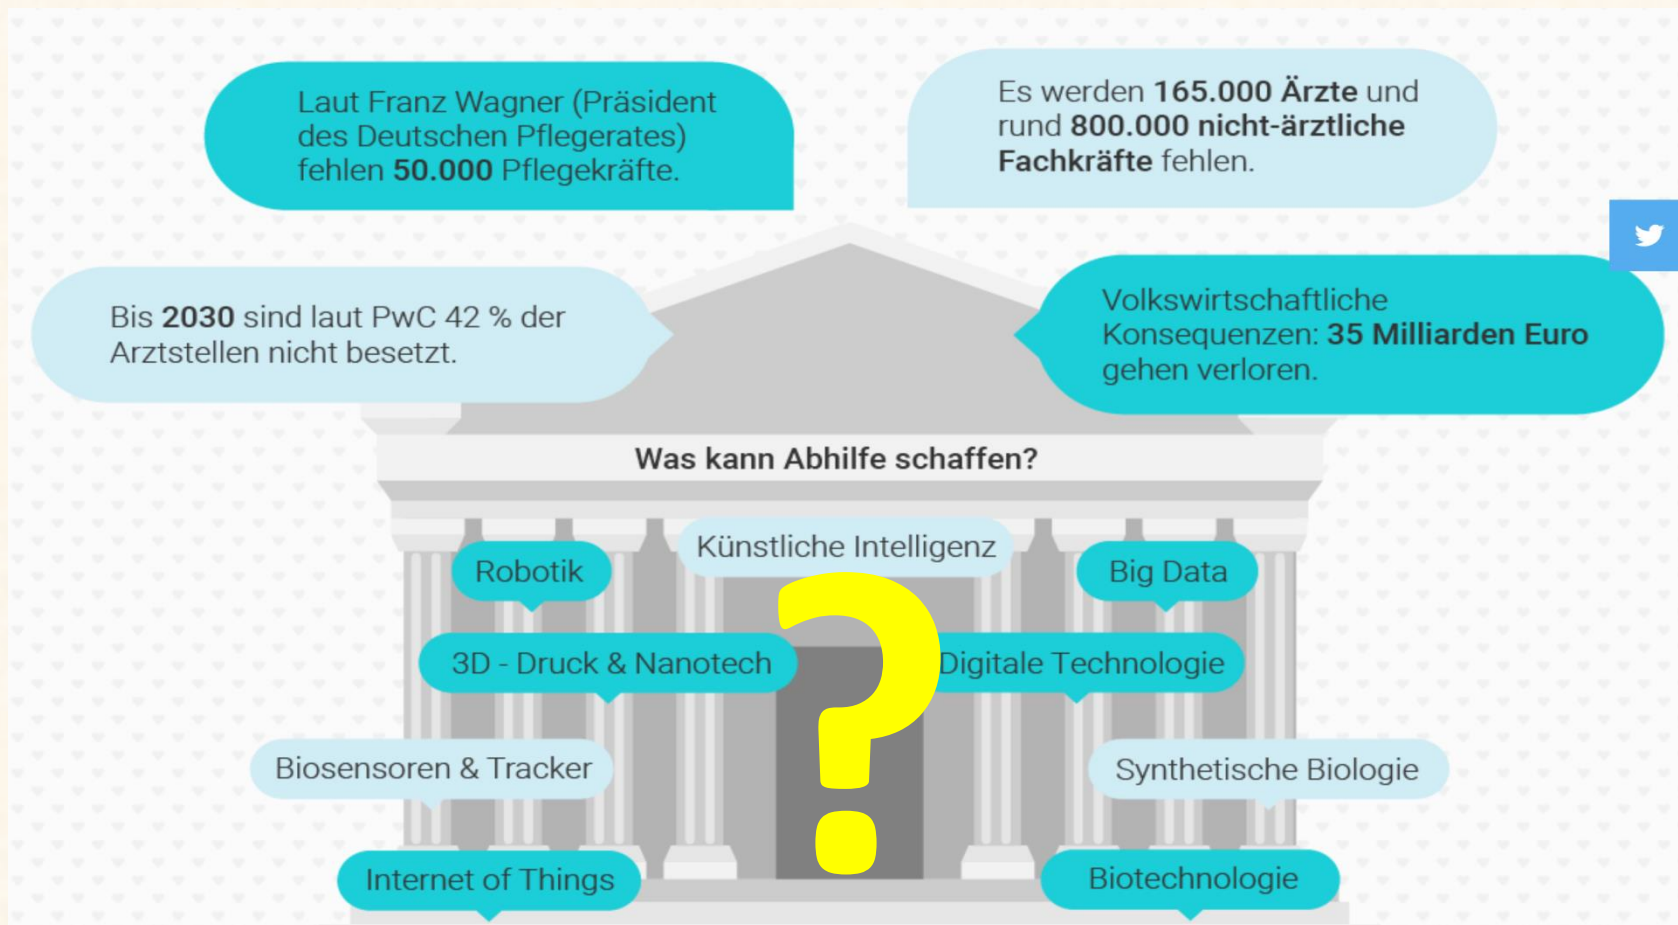 Laut Franz Wagner (Präsident
des Deutschen Pflegerates)
fehlen 50.000 Pflegekräfte.
Es werden 165.000 Ärzte und
rund 800.000 nicht-ärztliche
Fachkräfte fehlen.
Bis 2030 sind laut PwC 42 % der
Arztstellen nicht besetzt.
Volkswirtschaftliche
Konsequenzen: 35 Milliarden Euro
gehen verloren.
Was kann Abhilfe schaffen?
Künstliche Intelligenz
Robotik
Big Data
3D - Druck & Nanotech
Digitale Technologie
?
Biosensoren & Tracker
Synthetische Biologie
Internet of Things
Biotechnologie